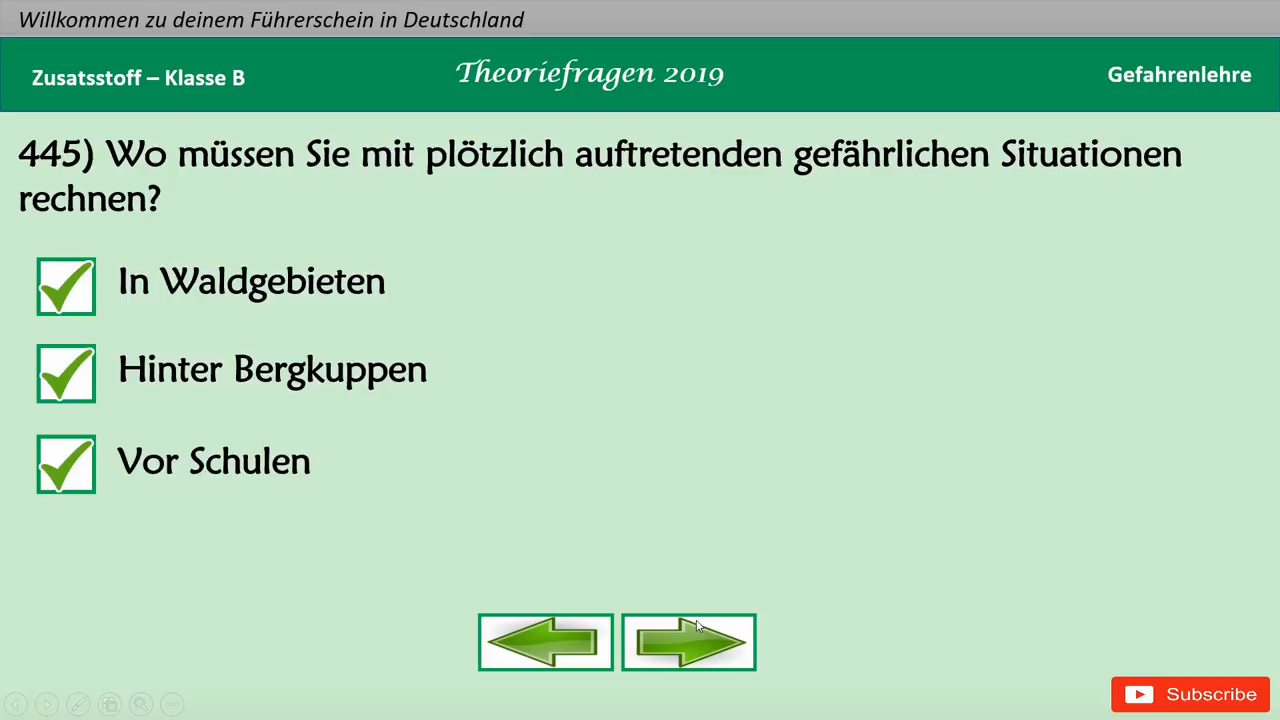 Willkommen zu deinem Führerschein in Deutschland
Zusatsstoff – Klasse B
Theoriefragen 2019
Gefahrenlehre
445) Wo müssen Sie mit plötzlich auftretenden gefährlichen Situationen
rechnen?
In Waldgebieten
Hinter Bergkuppen
Vor Schulen
Subscribe